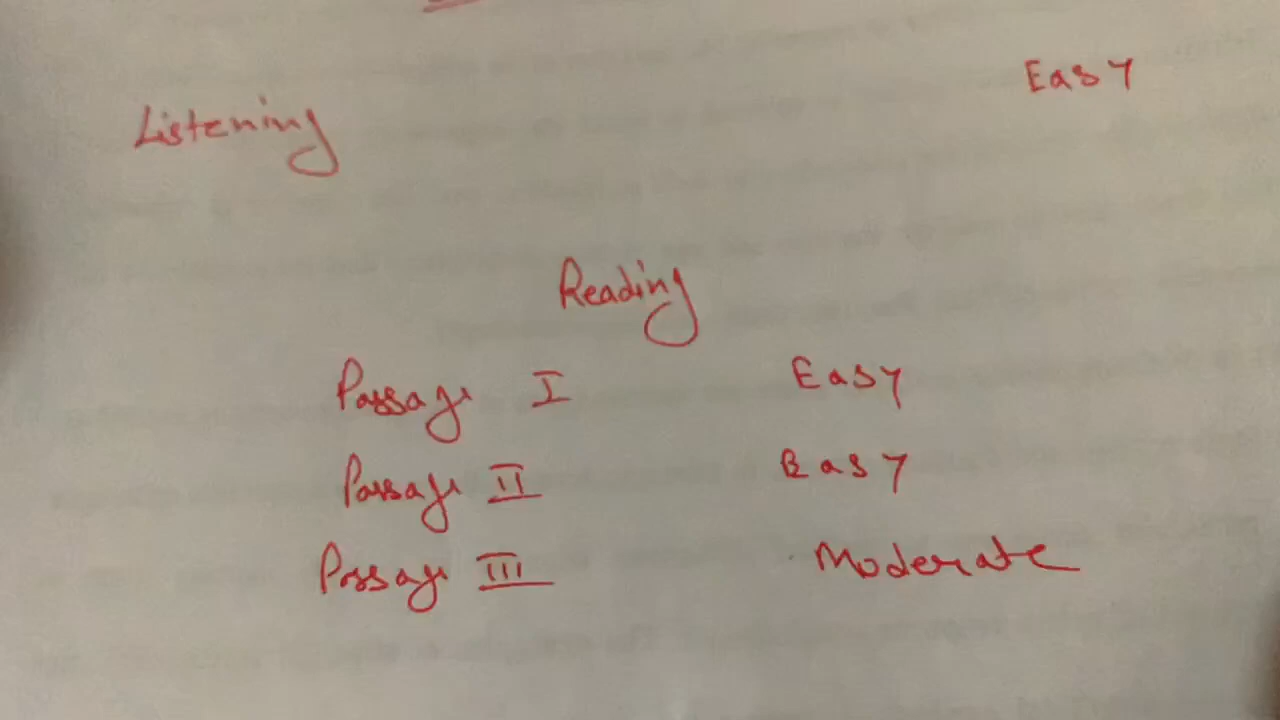 Listening Easy
Reading
Passage I Easy
Passage II Easy
Passage III Moderate